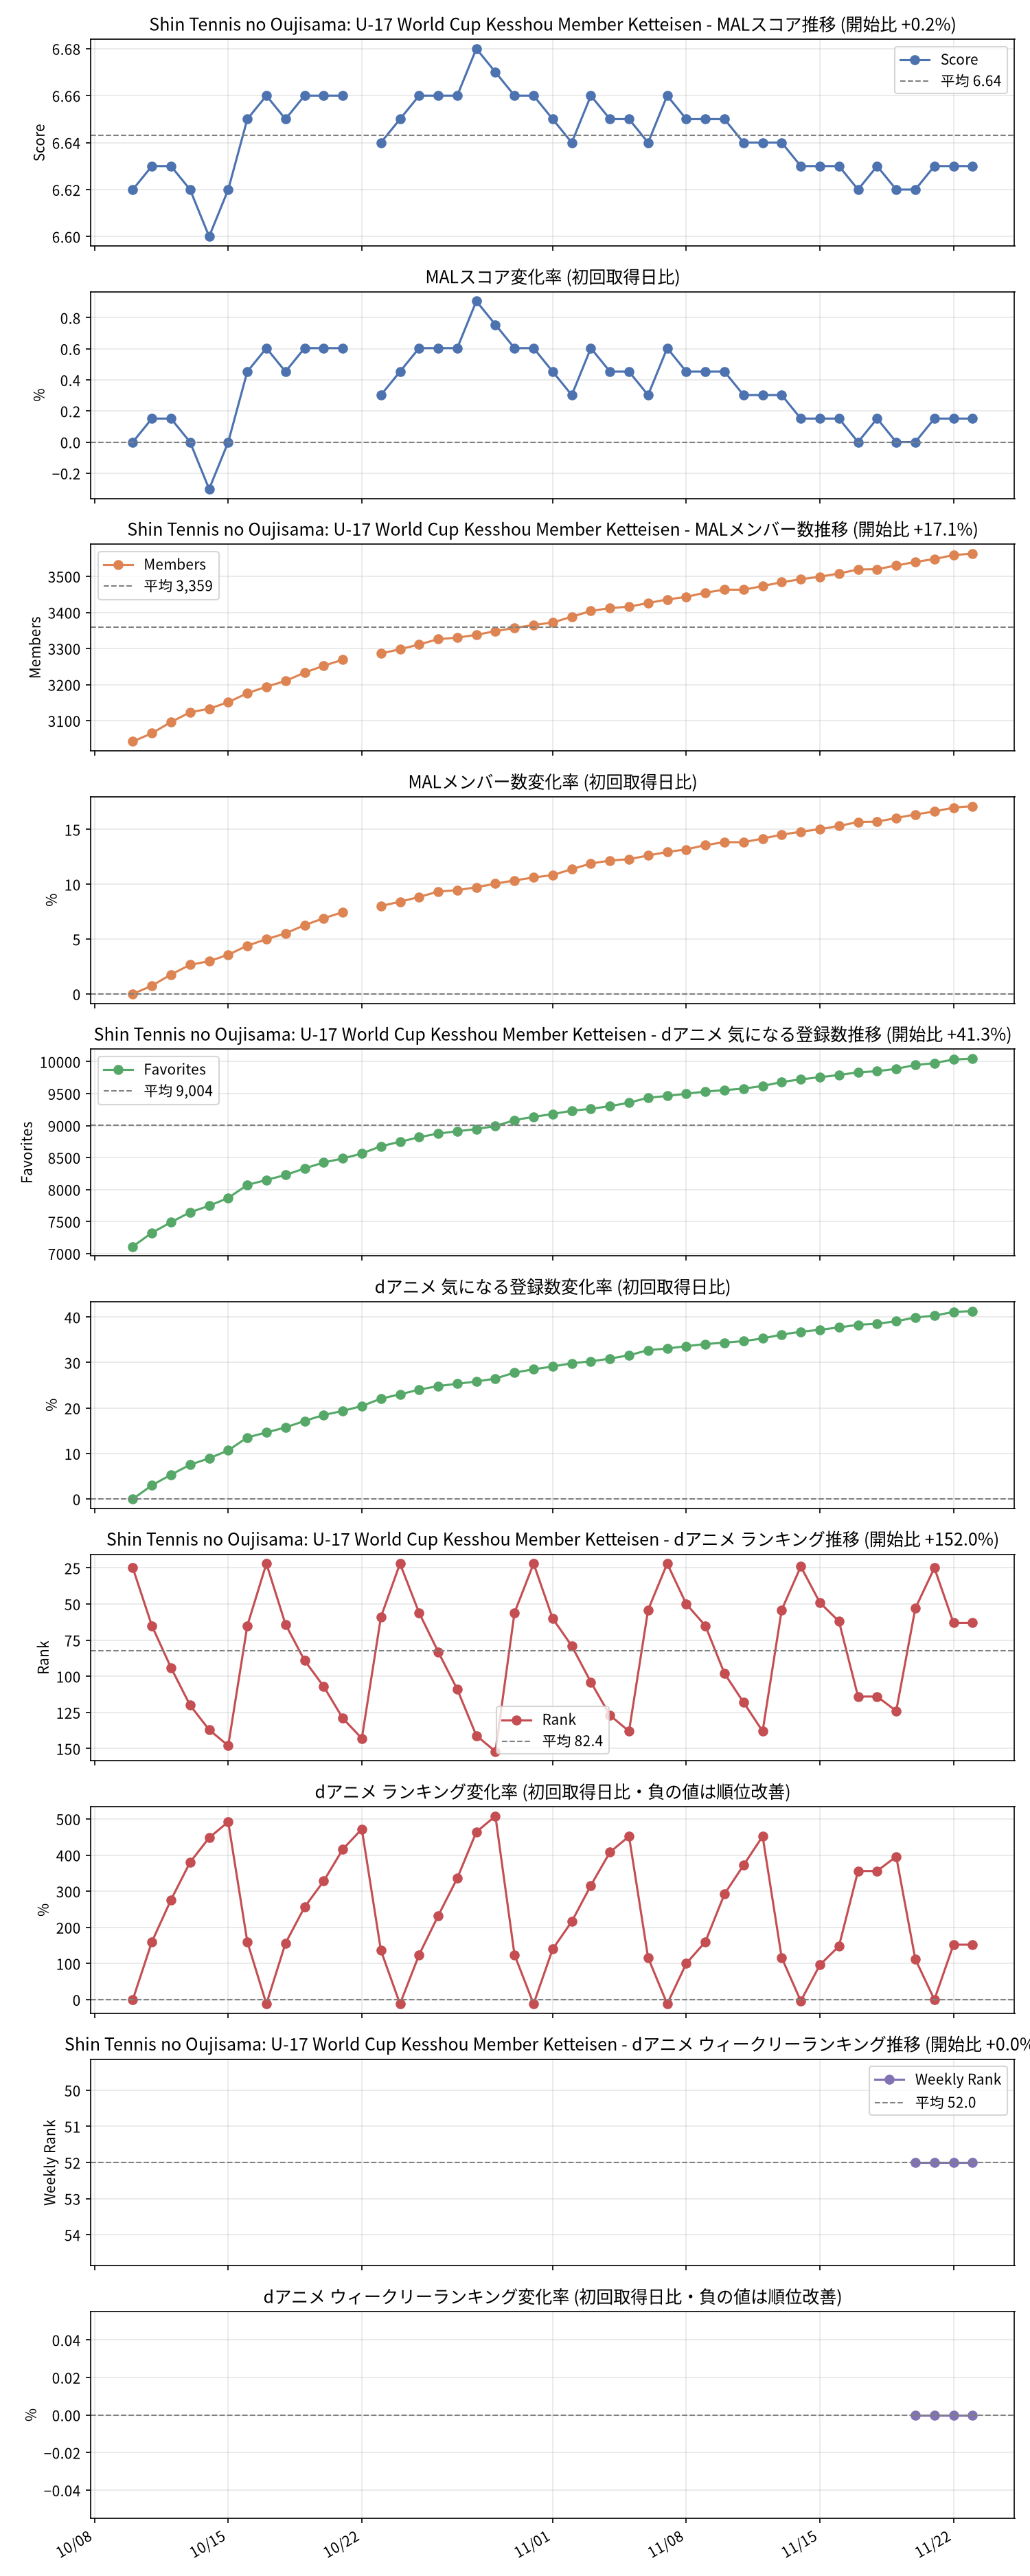 Shin Tennis no Oujisama: U-17 World Cup Kesshou Member Ketteisen - MALスコア推移 (開始比 +0.2%)
6.68
6.66
6.64
6.62
6.60
Score
Score
平均 6.64
MALスコア変化率 (初回取得日比)
0.8
0.6
0.4
0.2
0.0
−0.2
%
Shin Tennis no Oujisama: U-17 World Cup Kesshou Member Ketteisen - MALメンバー数推移 (開始比 +17.1%)
3500
3400
3300
3200
3100
Members
Members
平均 3,359
MALメンバー数変化率 (初回取得日比)
15
10
5
0
%
Shin Tennis no Oujisama: U-17 World Cup Kesshou Member Ketteisen - dアニメ 気になる登録数推移 (開始比 +41.3%)
10000
9500
9000
8500
8000
7500
7000
Favorites
Favorites
平均 9,004
dアニメ 気になる登録数変化率 (初回取得日比)
40
30
20
10
0
%
Shin Tennis no Oujisama: U-17 World Cup Kesshou Member Ketteisen - dアニメ ランキング推移 (開始比 +152.0%)
25
50
75
100
125
150
Rank
Rank
平均 82.4
dアニメ ランキング変化率 (初回取得日比・負の値は順位改善)
500
400
300
200
100
0
%
Shin Tennis no Oujisama: U-17 World Cup Kesshou Member Ketteisen - dアニメ ウィークリーランキング推移 (開始比 +0.0%
50
51
52
53
54
Weekly Rank
Weekly Rank
平均 52.0
dアニメ ウィークリーランキング変化率 (初回取得日比・負の値は順位改善)
0.04
0.02
0.00
−0.02
−0.04
%
10/08
10/15
10/22
11/01
11/08
11/15
11/22